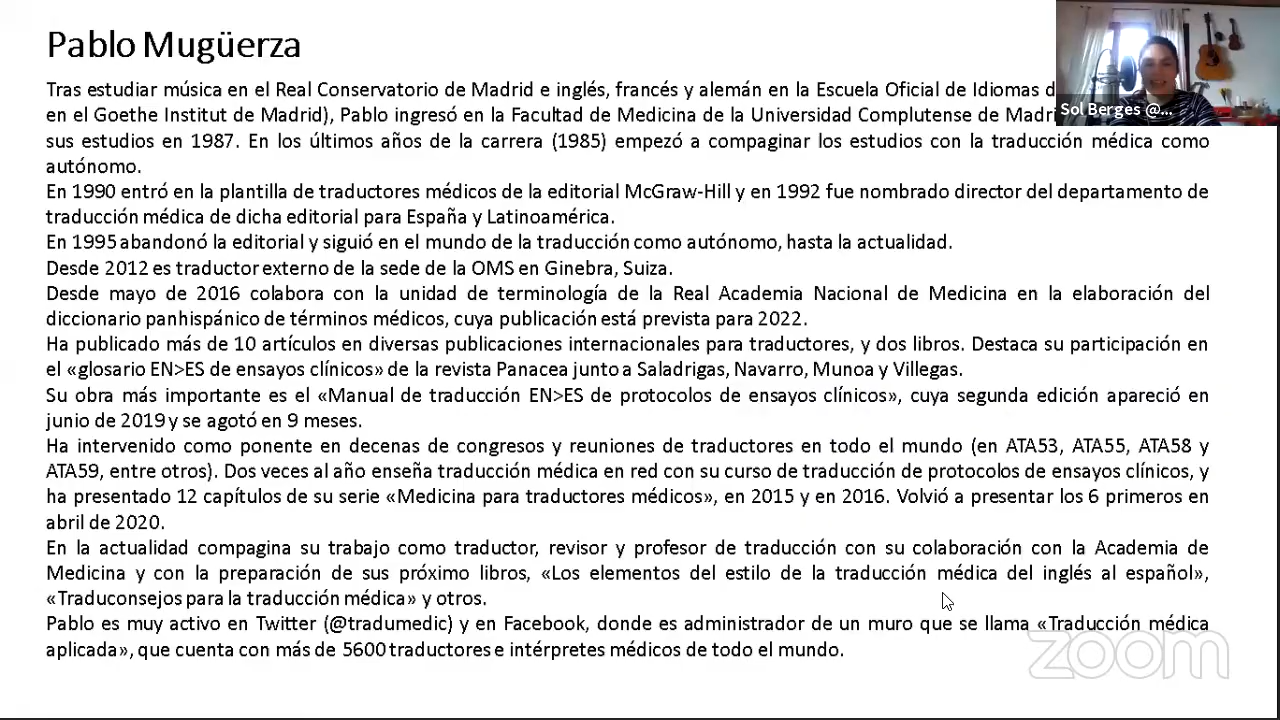 Pablo Mugüerza
Tras estudiar música en el Real Conservatorio de Madrid e inglés, francés y alemán en la Escuela Oficial de Idiomas
en el Goethe Institut de Madrid), Pablo ingresó en la Facultad de Medicina de la Universidad Complutense de
Sol Berges @...
sus estudios en 1987. En los últimos años de la carrera (1985) empezó a compaginar los estudios con la traducción médica como
autónomo.
En 1990 entró en la plantilla de traductores médicos de la editorial McGraw-Hill y en 1992 fue nombrado director del departamento de
traducción médica de dicha editorial para España y Latinoamérica.
En 1995 abandonó la editorial y siguió en el mundo de la traducción como autónomo, hasta la actualidad.
Desde 2012 es traductor externo de la sede de la OMS en Ginebra, Suiza.
Desde mayo de 2016 colabora con la unidad de terminología de la Real Academia Nacional de Medicina en la elaboración del
diccionario panhispánico de términos médicos, cuya publicación está prevista para 2022.
Ha publicado más de 10 artículos en diversas publicaciones internacionales para traductores, y dos libros. Destaca su participación en
el «glosario EN>ES de ensayos clínicos» de la revista Panacea junto a Saladrigas, Navarro, Munoa y Villegas.
Su obra más importante es el «Manual de traducción EN>ES de protocolos de ensayos clínicos», cuya segunda edición apareció en
junio de 2019 y se agotó en 9 meses.
Ha intervenido como ponente en decenas de congresos y reuniones de traductores en todo el mundo (en ATA53, ATA55, ATA58 y
ATA59, entre otros). Dos veces al año enseña traducción médica en red con su curso de traducción de protocolos de ensayos clínicos, y
ha presentado 12 capítulos de su serie «Medicina para traductores médicos», en 2015 y en 2016. Volvió a presentar los 6 primeros en
abril de 2020.
En la actualidad compagina su trabajo como traductor, revisor y profesor de traducción con su colaboración con la Academia de
Medicina y con la preparación de sus próximo libros, «Los elementos del estilo de la traducción médica del inglés al español»,
«Traduconsejos para la traducción médica» y otros.
Pablo es muy activo en Twitter (@tradumedic) y en Facebook, donde es administrador de un muro que se llama «Traducción médica
aplicada», que cuenta con más de 5600 traductores e intérpretes médicos de todo el mundo.
zoom